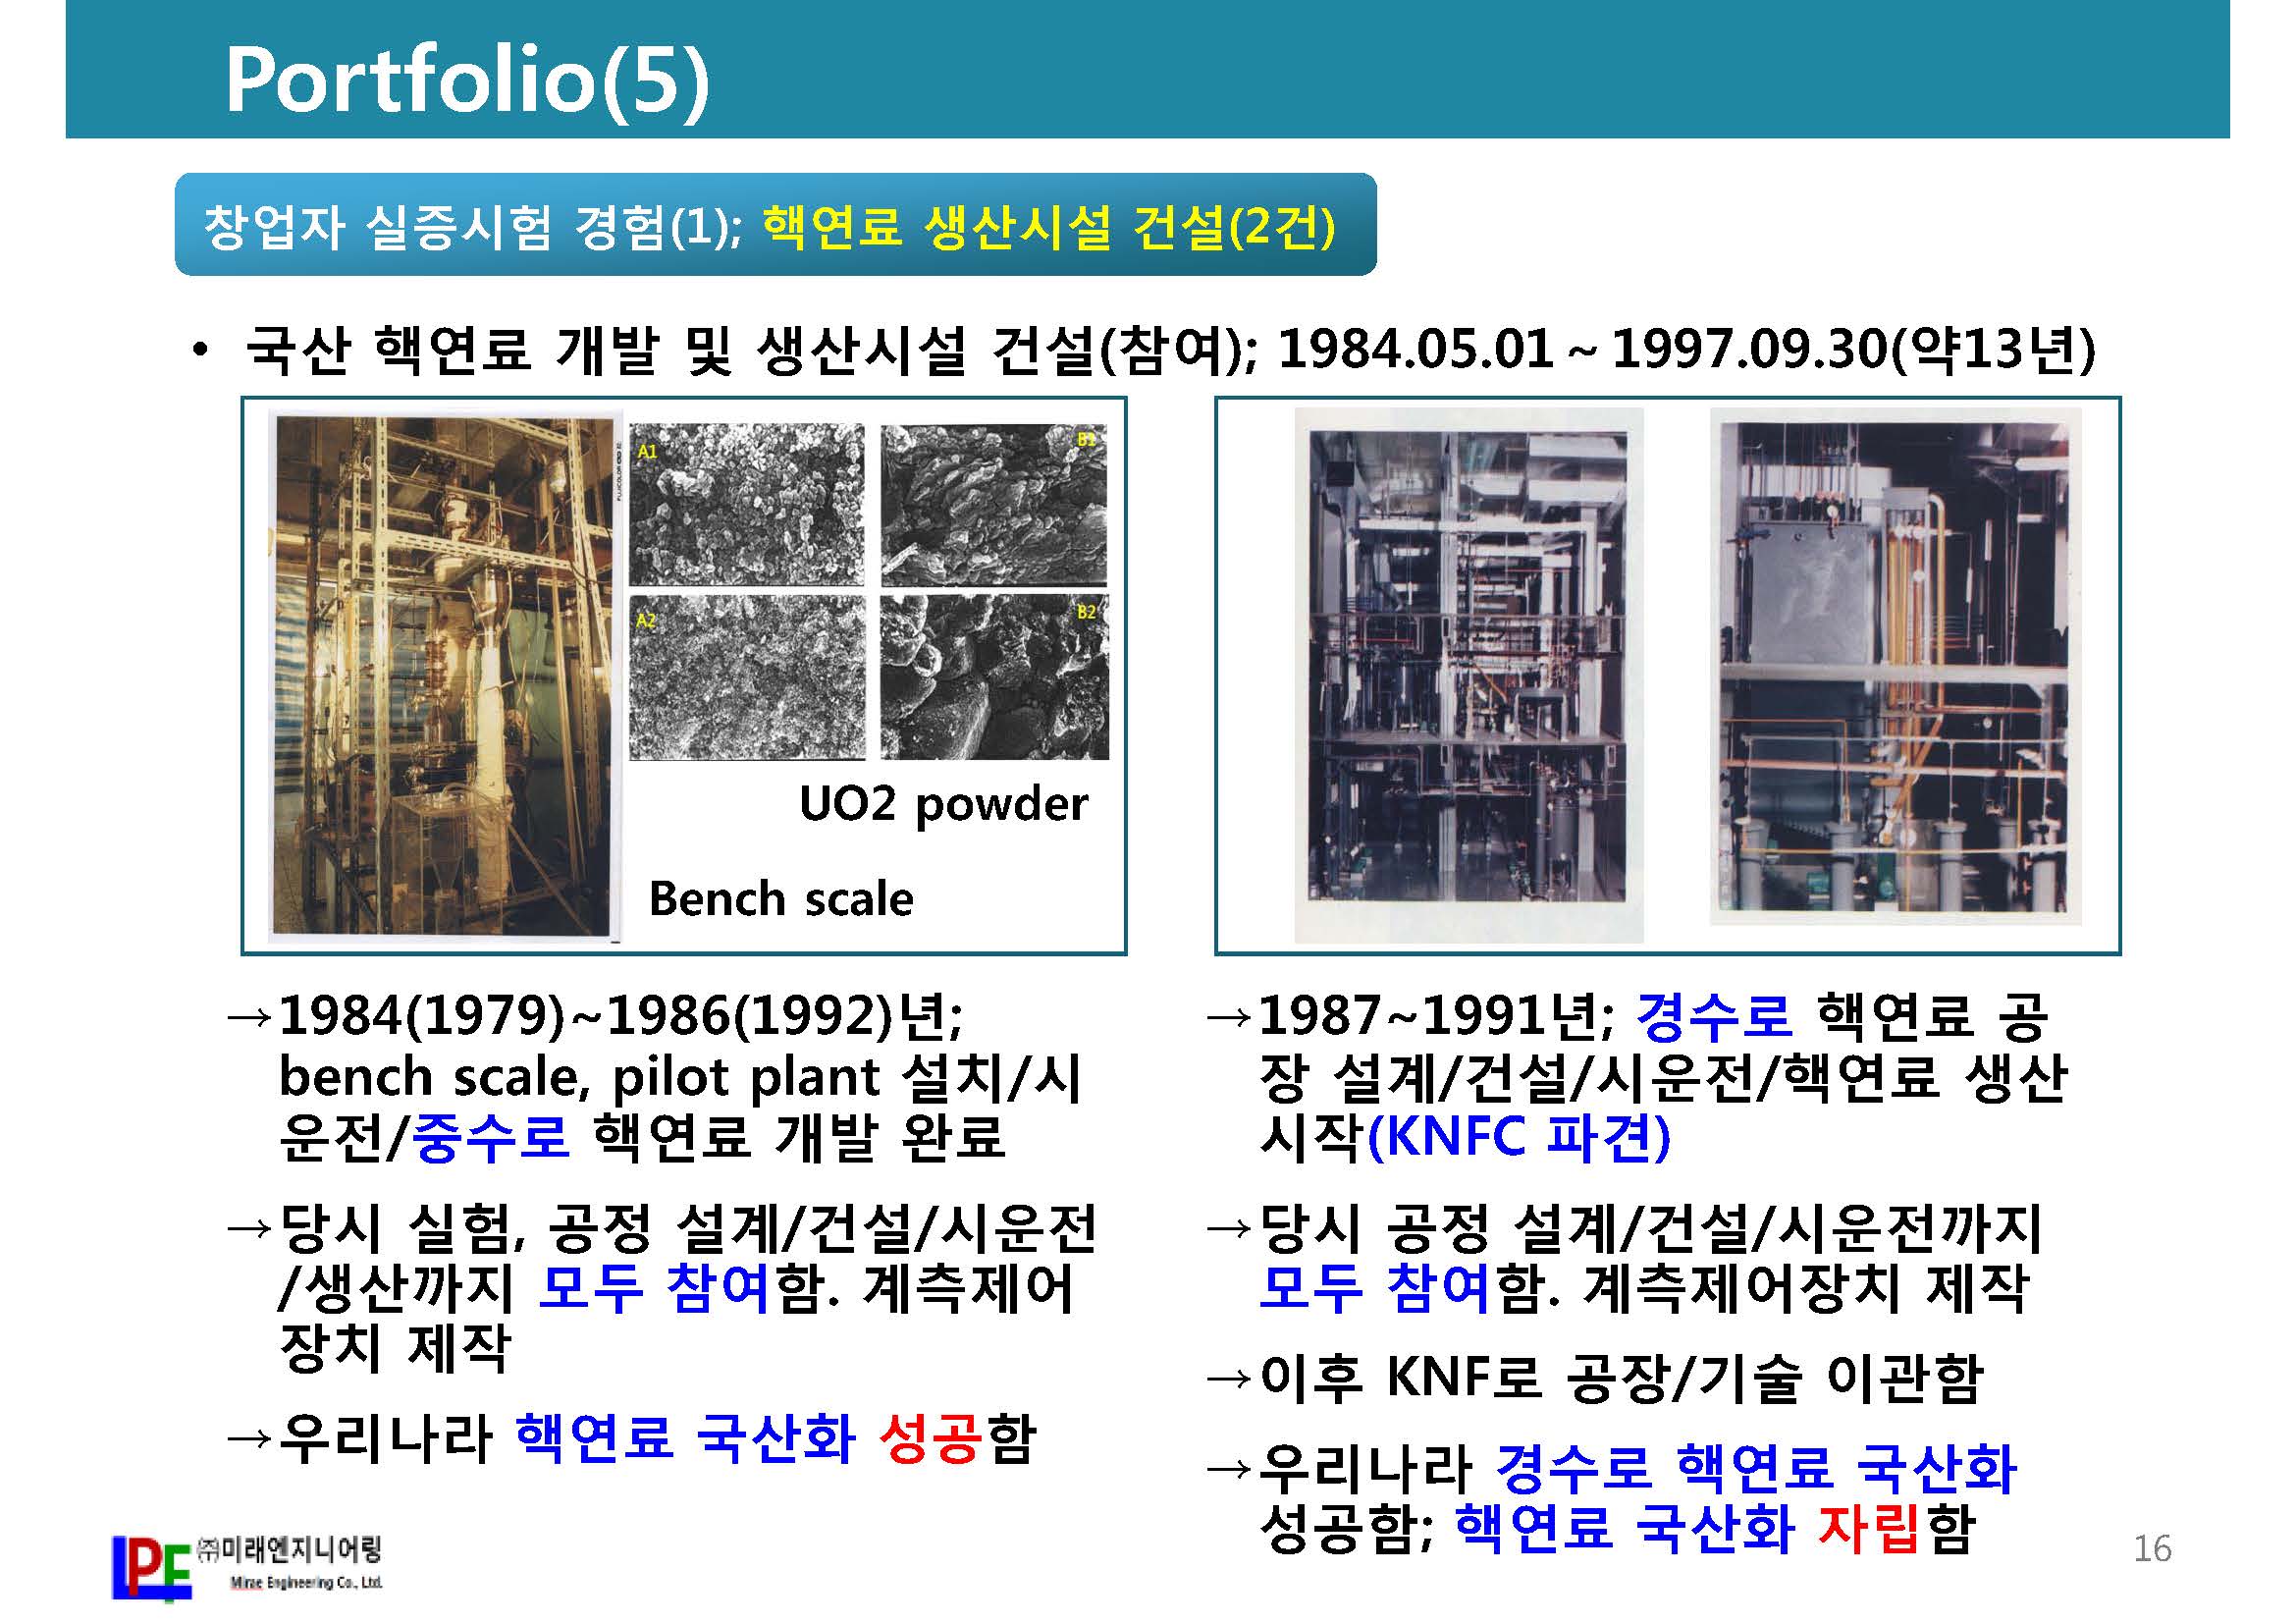 Portfolio(5)
창업자 실증시험 경험(1); 핵연료 생산시설 건설(2건)
• 국산 핵연료 개발 및 생산시설 건설(참여); 1984.05.01 ~ 1997.09.30(약13년)
A1
B1
A2
B2
UO2 powder
Bench scale
→1984(1979)~1986(1992)년;
bench scale, pilot plant 설치/시
운전/중수로 핵연료 개발 완료
→당시 실험, 공정 설계/건설/시운전
/생산까지 모두 참여함. 계측제어
장치 제작
→우리나라 핵연료 국산화 성공함
→1987~1991년; 경수로 핵연료 공
장 설계/건설/시운전/핵연료 생산
시작(KNFC 파견)
→당시 공정 설계/건설/시운전까지
모두 참여함. 계측제어장치 제작
→이후 KNF로 공장/기술 이관함
→우리나라 경수로 핵연료 국산화
성공함; 핵연료 국산화 자립함
LPE ㈜미래엔지니어링
Mirae Engineering Co., Ltd.
16